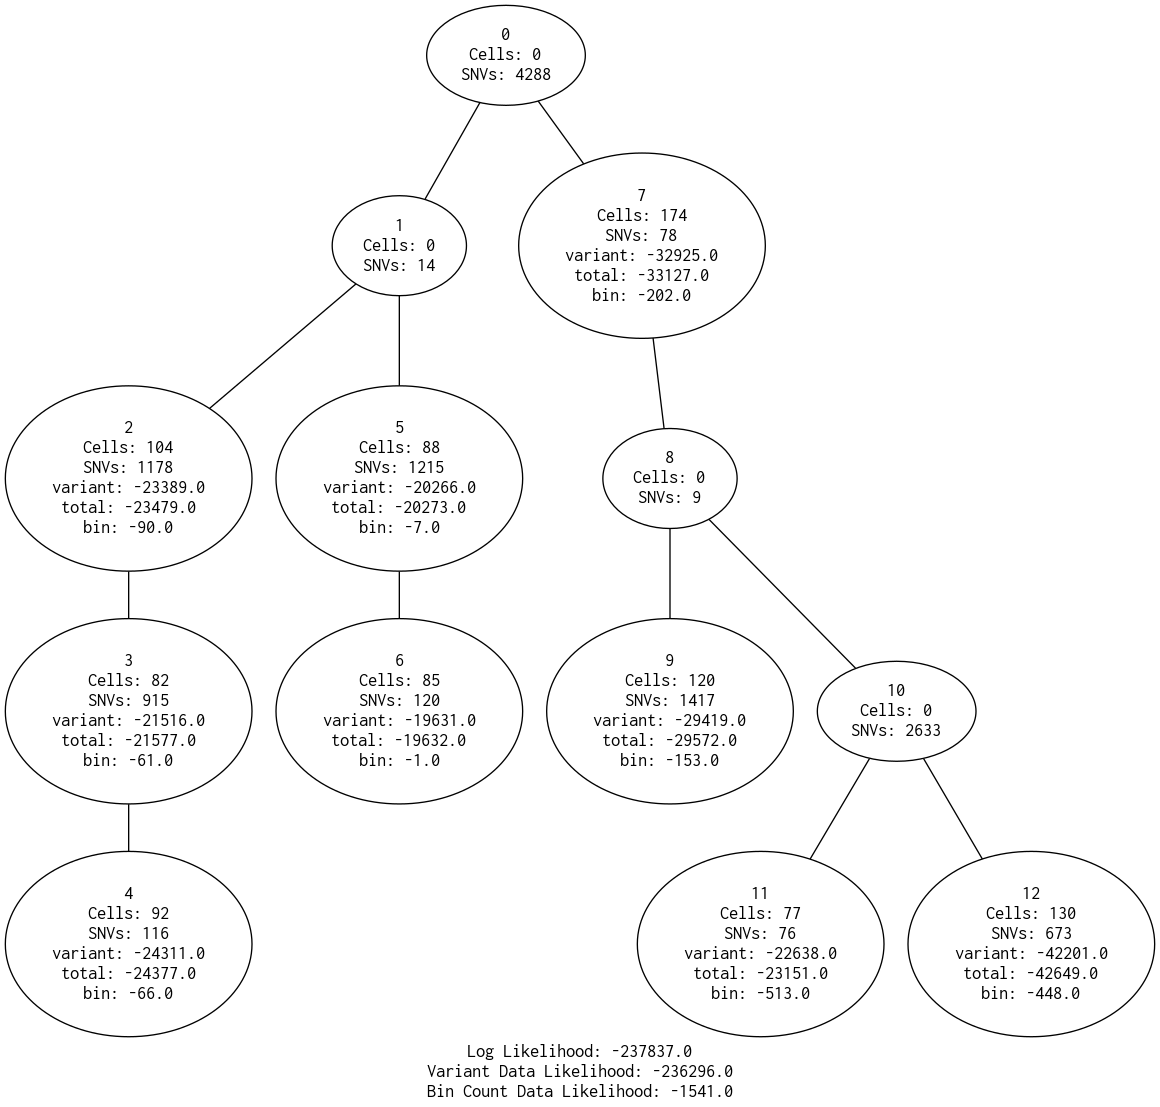 0
Cells: 0
SNVs: 4288
1
Cells: 0
SNVs: 14
7
Cells: 174
SNVs: 78
variant: -32925.0
total: -33127.0
bin: -202.0
2
Cells: 104
SNVs: 1178
variant: -23389.0
total: -23479.0
bin: -90.0
5
Cells: 88
SNVs: 1215
variant: -20266.0
total: -20273.0
bin: -7.0
8
Cells: 0
SNVs: 9
3
Cells: 82
SNVs: 915
variant: -21516.0
total: -21577.0
bin: -61.0
6
Cells: 85
SNVs: 120
variant: -19631.0
total: -19632.0
bin: -1.0
9
Cells: 120
SNVs: 1417
variant: -29419.0
total: -29572.0
bin: -153.0
10
Cells: 0
SNVs: 2633
4
Cells: 92
SNVs: 116
variant: -24311.0
total: -24377.0
bin: -66.0
11
Cells: 77
SNVs: 76
variant: -22638.0
total: -23151.0
bin: -513.0
12
Cells: 130
SNVs: 673
variant: -42201.0
total: -42649.0
bin: -448.0
Log Likelihood: -237837.0
Variant Data Likelihood: -236296.0
Bin Count Data Likelihood: -1541.0